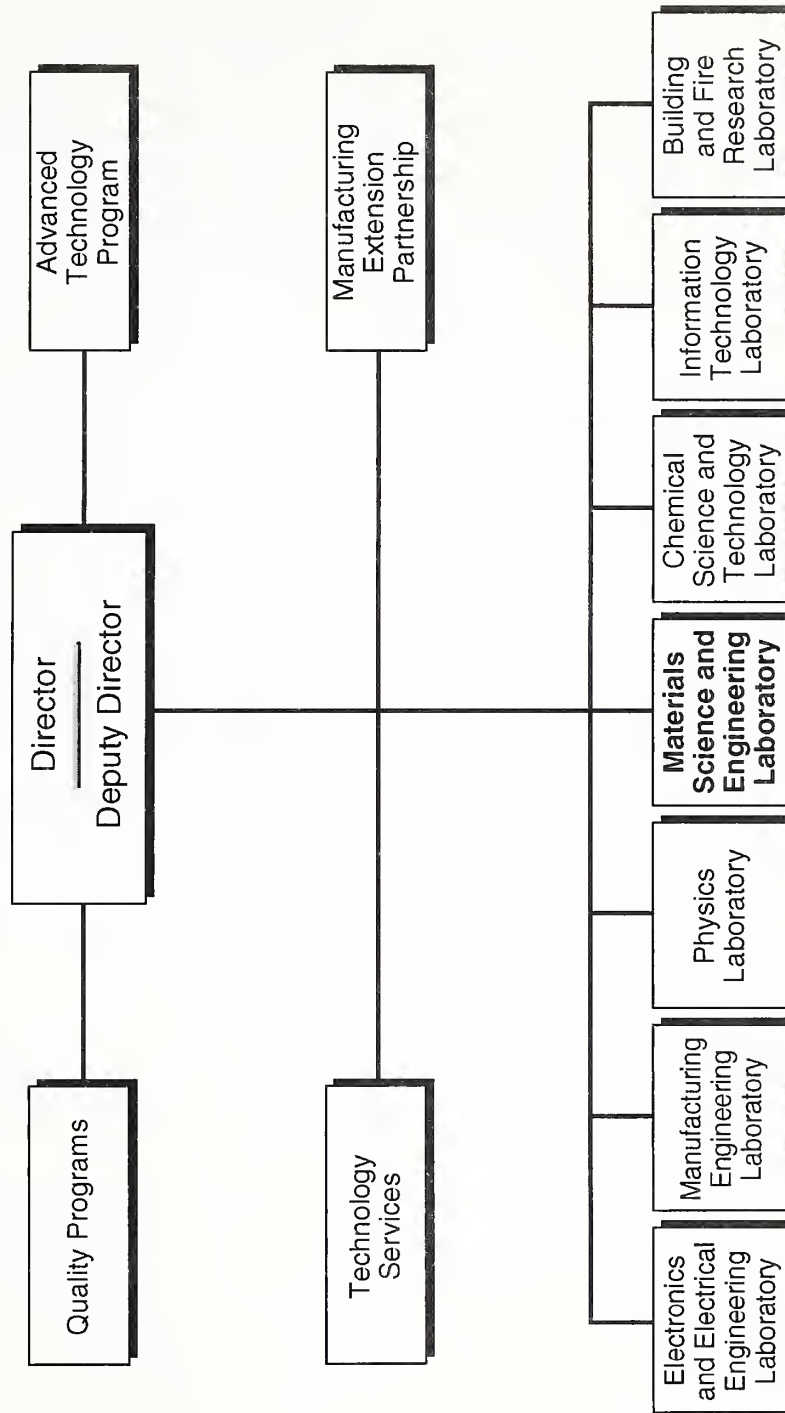 Director
Deputy Director
Quality Programs
Advanced
Technology
Program
Technology
Services
Manufacturing
Extension
Partnership
Electronics
and Electrical
Engineering
Laboratory
Manufacturing
Engineering
Laboratory
Physics
Laboratory
Materials
Science and
Engineering
Laboratory
Chemical
Science and
Technology
Laboratory
Information
Technology
Laboratory
Building
and Fire
Research
Laboratory